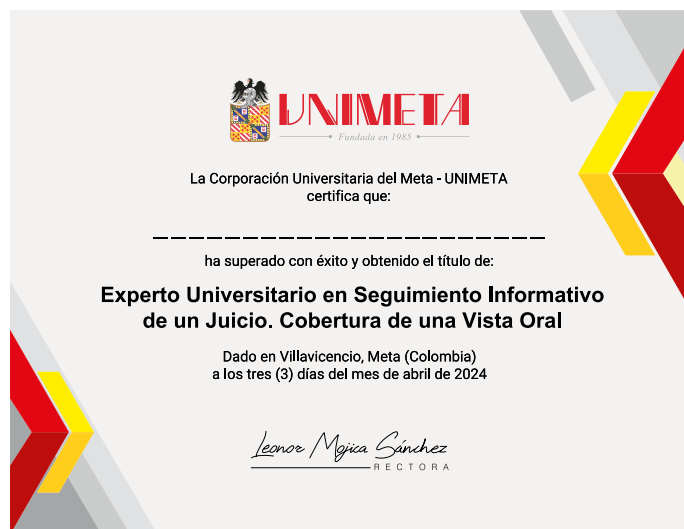 UNIMETA
Fundada en 1985
La Corporación Universitaria del Meta - UNIMETA
certifica que:
ha superado con éxito y obtenido el título de:
Experto Universitario en Seguimiento Informativo
de un Juicio. Cobertura de una Vista Oral
Dado en Villavicencio, Meta (Colombia)
a los tres (3) días del mes de abril de 2024
Leonor Mojica Sánchez
RECTORA